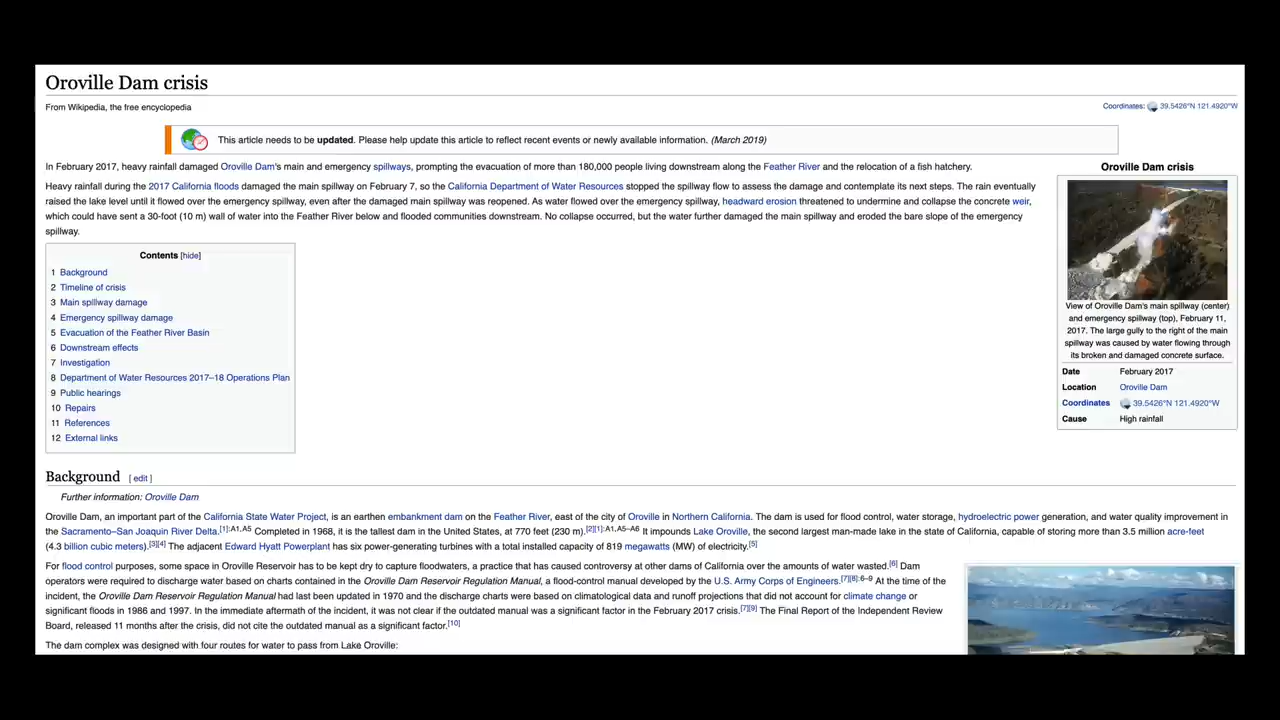 Oroville Dam crisis
From Wikipedia, the free encyclopedia
Coordinates: 39.5426°N 121.4920°W
This article needs to be updated. Please help update this article to reflect recent events or newly available information. (March 2019)
In February 2017, heavy rainfall damaged Oroville Dam's main and emergency spillways, prompting the evacuation of more than 180,000 people living downstream along the Feather River and the relocation of a fish hatchery.
Heavy rainfall during the 2017 California floods damaged the main spillway on February 7, so the California Department of Water Resources stopped the spillway flow to assess the damage and contemplate its next steps. The rain eventually
raised the lake level until it flowed over the emergency spillway, even after the damaged main spillway was reopened. As water flowed over the emergency spillway, headward erosion threatened to undermine and collapse the concrete weir,
which could have sent a 30-foot (10 m) wall of water into the Feather River below and flooded communities downstream. No collapse occurred, but the water further damaged the main spillway and eroded the bare slope of the emergency
spillway.
Oroville Dam crisis
View of Oroville Dam's main spillway (center)
and emergency spillway (top), February 11,
2017. The large gully to the right of the main
spillway was caused by water flowing through
its broken and damaged concrete surface.
Date February 2017
Location Oroville Dam
Coordinates 39.5426°N 121.4920°W
Cause High rainfall
Contents [hide]
1 Background
2 Timeline of crisis
3 Main spillway damage
4 Emergency spillway damage
5 Evacuation of the Feather River Basin
6 Downstream effects
7 Investigation
8 Department of Water Resources 2017–18 Operations Plan
9 Public hearings
10 Repairs
11 References
12 External links
Background [ edit ]
Further information: Oroville Dam
Oroville Dam, an important part of the California State Water Project, is an earthen embankment dam on the Feather River, east of the city of Oroville in Northern California. The dam is used for flood control, water storage, hydroelectric power generation, and water quality improvement in
the Sacramento–San Joaquin River Delta.[1]:A1,A5 Completed in 1968, it is the tallest dam in the United States, at 770 feet (230 m).[2][1]:A1,A5–A6 It impounds Lake Oroville, the second largest man-made lake in the state of California, capable of storing more than 3.5 million acre-feet
(4.3 billion cubic meters).[3][4] The adjacent Edward Hyatt Powerplant has six power-generating turbines with a total installed capacity of 819 megawatts (MW) of electricity.[5]
For flood control purposes, some space in Oroville Reservoir has to be kept dry to capture floodwaters, a practice that has caused controversy at other dams of California over the amounts of water wasted.[6] Dam
operators were required to discharge water based on charts contained in the Oroville Dam Reservoir Regulation Manual, a flood-control manual developed by the U.S. Army Corps of Engineers.[7][8]:6–9 At the time of the
incident, the Oroville Dam Reservoir Regulation Manual had last been updated in 1970 and the discharge charts were based on climatological data and runoff projections that did not account for climate change or
significant floods in 1986 and 1997. In the immediate aftermath of the incident, it was not clear if the outdated manual was a significant factor in the February 2017 crisis.[7][9] The Final Report of the Independent Review
Board, released 11 months after the crisis, did not cite the outdated manual as a significant factor.[10]
The dam complex was designed with four routes for water to pass from Lake Oroville: